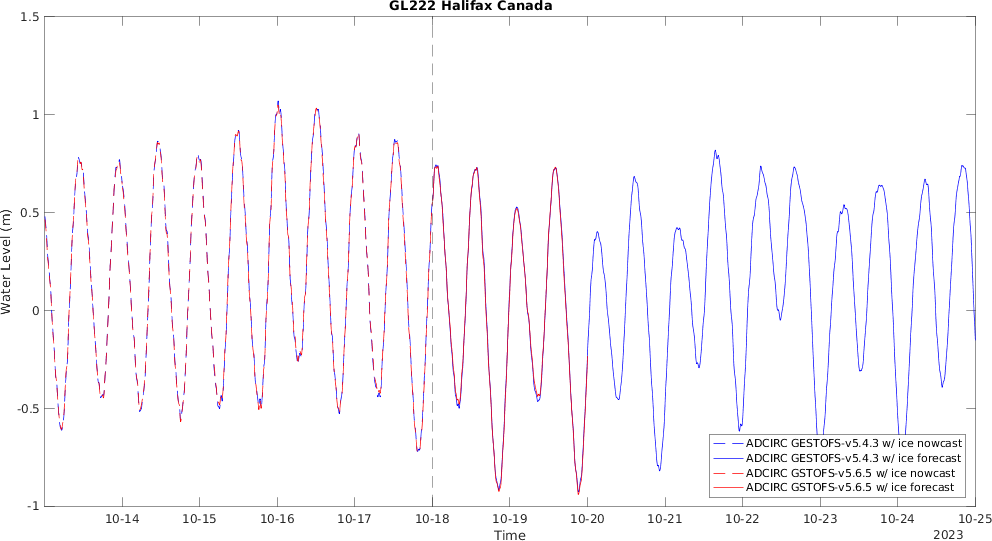 GL222 Halifax Canada
1.5
1
0.5
0
-0.5
-1
Water Level (m)
10-14
10-15
10-16
10-17
10-18
10-19
10-20
10-21
10-22
10-23
10-24
10-25
Time
2023
ADCIRC GESTOFS-v5.4.3 w/ ice nowcast
ADCIRC GESTOFS-v5.4.3 w/ ice forecast
ADCIRC GSTOFS-v5.6.5 w/ ice nowcast
ADCIRC GSTOFS-v5.6.5 w/ ice forecast